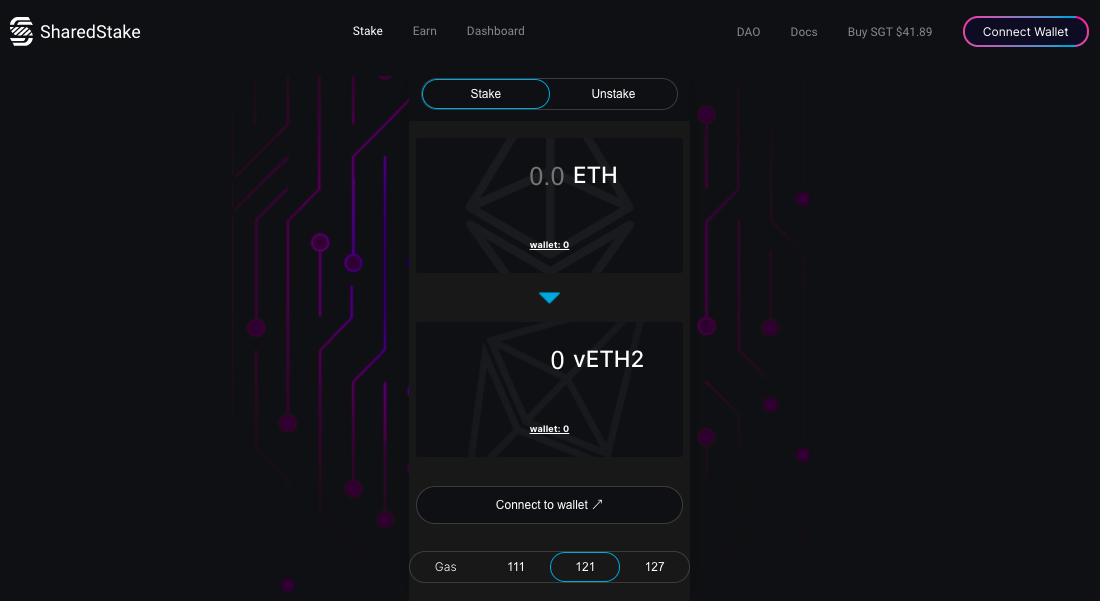 SharedStake
Stake Earn Dashboard
DAO Docs Buy SGT $41.89 Connect Wallet
Stake Unstake
0.0 ETH
wallet: 0
0 vETH2
wallet: 0
Connect to wallet ↗
Gas 111 121 127